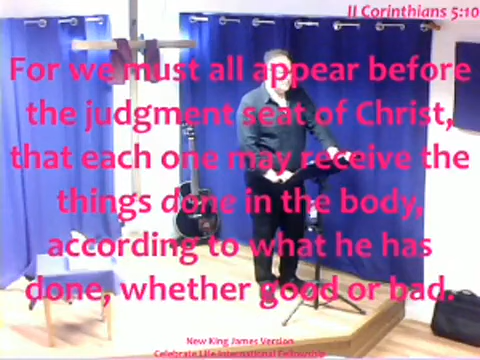 II Corinthians 5:10
For we must all appear before
the judgment seat of Christ,
that each one may receive the
things done in the body,
according to what he has
done, whether good or bad.
New King James Version
Celebrate Life International Fellowship